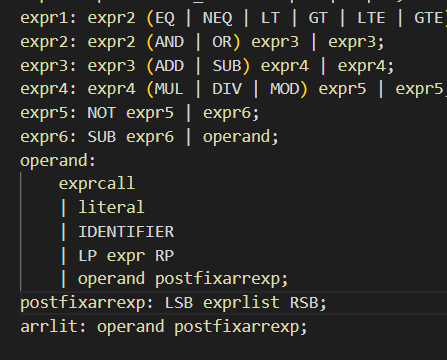 expr1: expr2 (EQ | NEQ | LT | GT | LTE | GTE)
expr2: expr2 (AND | OR) expr3 | expr3;
expr3: expr3 (ADD | SUB) expr4 | expr4;
expr4: expr4 (MUL | DIV | MOD) expr5 | expr5
expr5: NOT expr5 | expr6;
expr6: SUB expr6 | operand;
operand:
exprcall
| literal
| IDENTIFIER
| LP expr RP
| operand postfixarrexp;
postfixarrexp: LSB exprlist RSB;
arrlit: operand postfixarrexp;